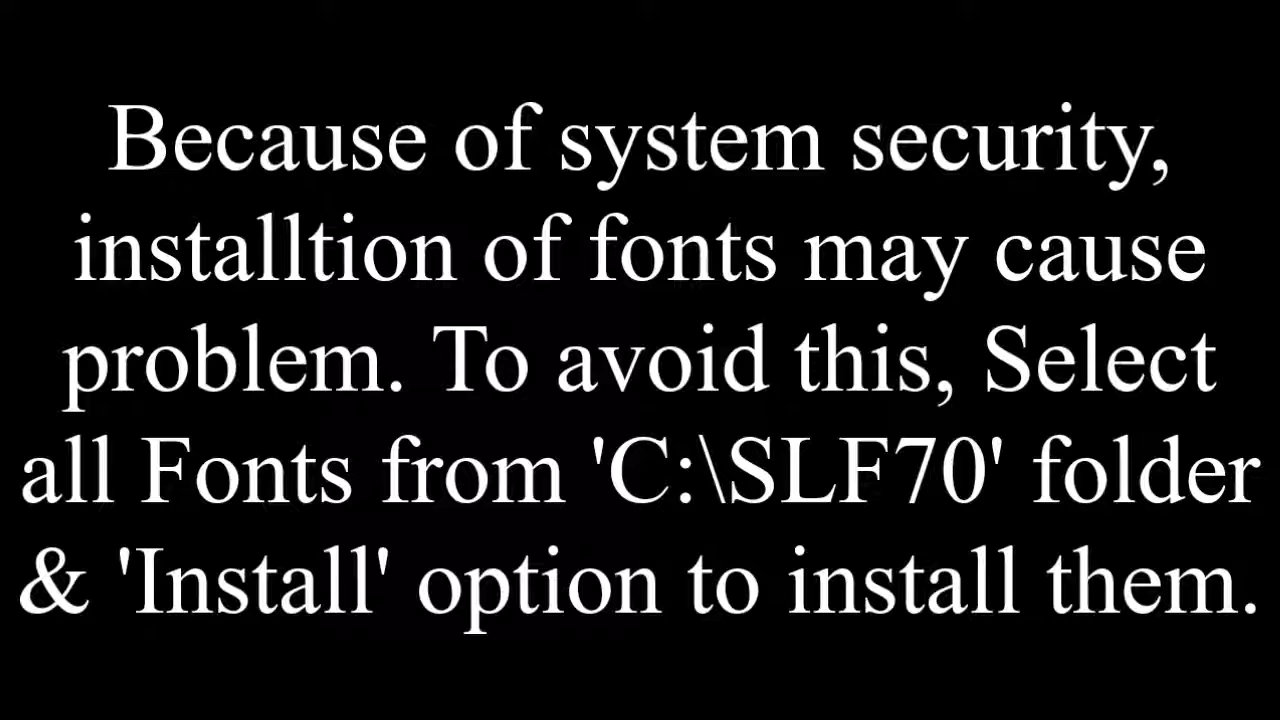 Because of system security,
installtion of fonts may cause
problem. To avoid this, Select
all Fonts from 'C:\SLF70' folder
& 'Install' option to install them.